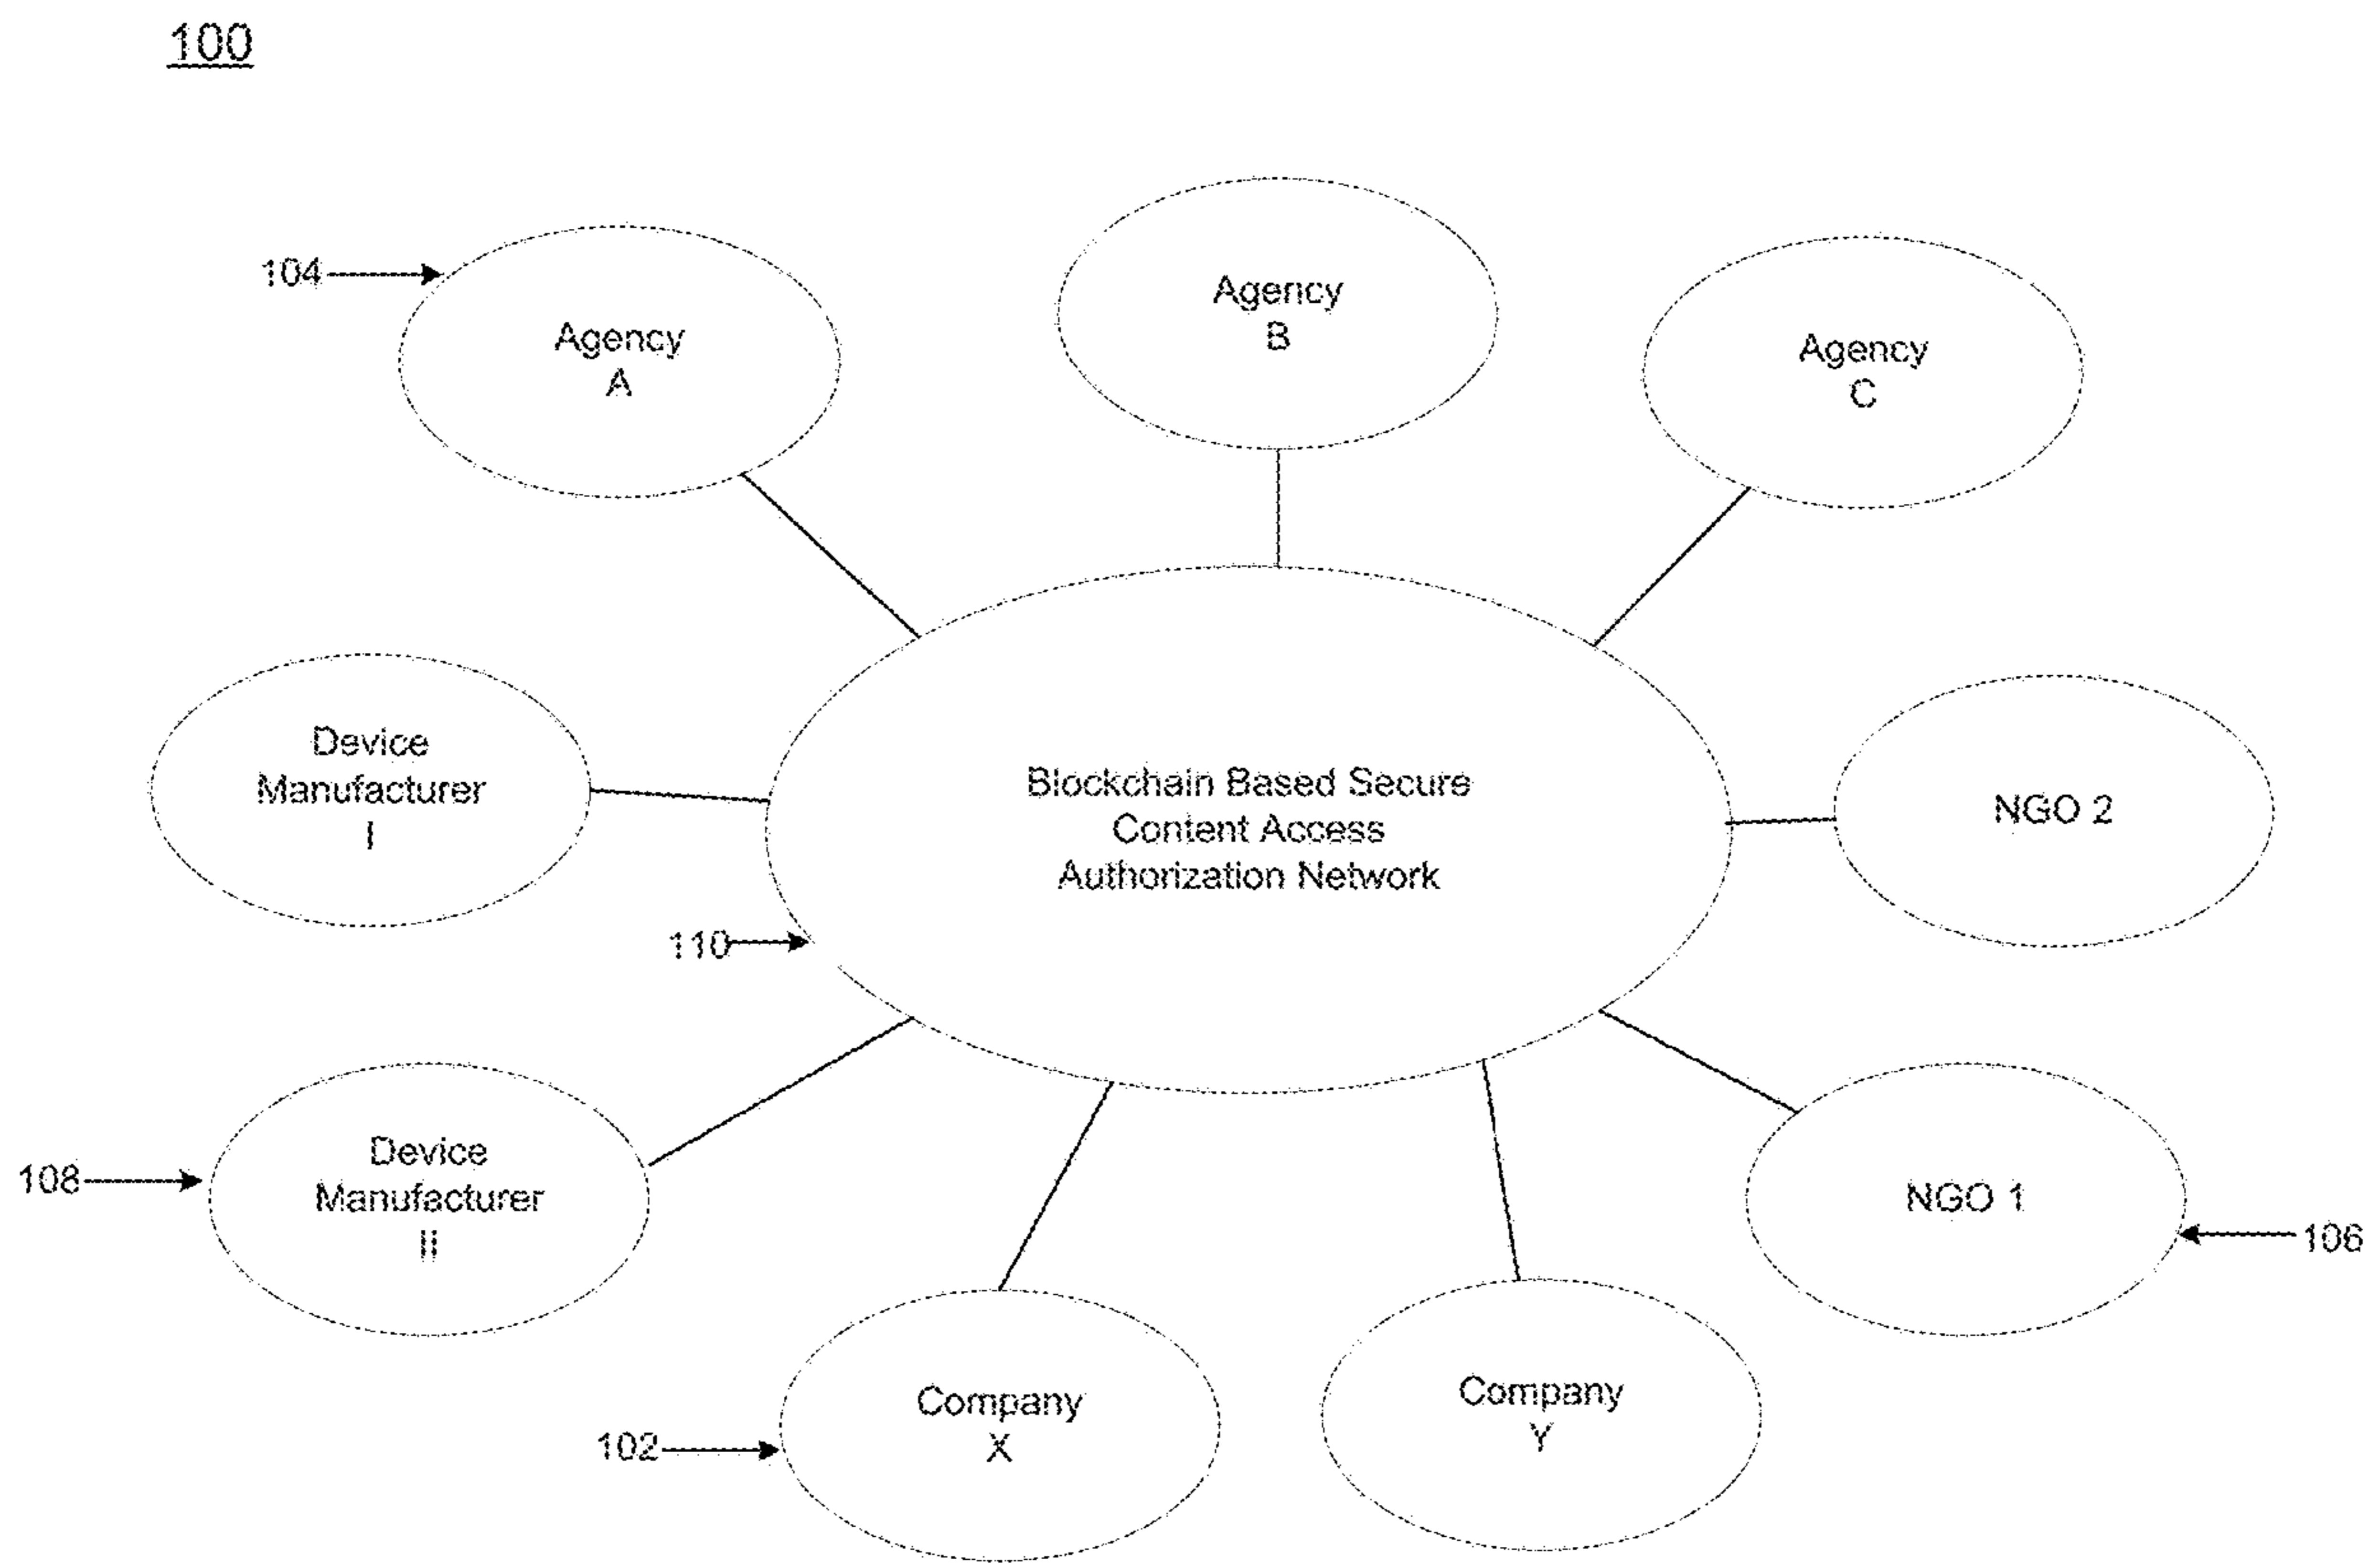 100
104
Agency
A
Agency
B
Agency
C
Device
Manufacturer
I
Blockchain Based Secure
Content Access
Authorization Network
NGO 2
110
108
Device
Manufacturer
II
NGO 1
106
102
Company
X
Company
Y